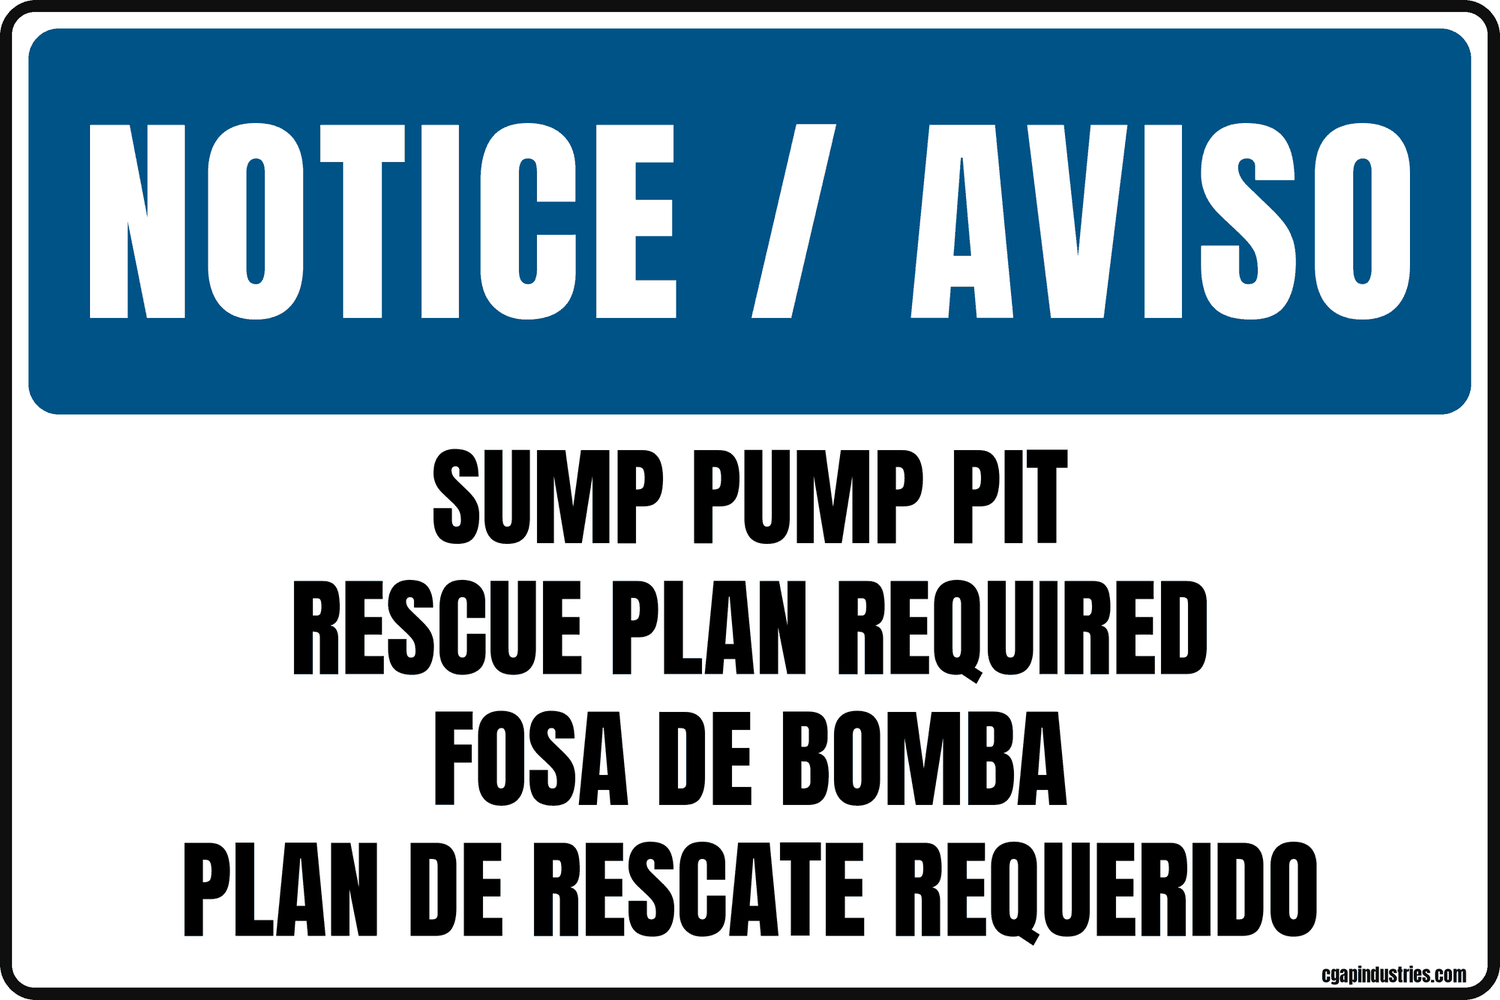 NOTICE / AVISO
SUMP PUMP PIT
RESCUE PLAN REQUIRED
FOSA DE BOMBA
PLAN DE RESCATE REQUERIDO
cgapindustries.com